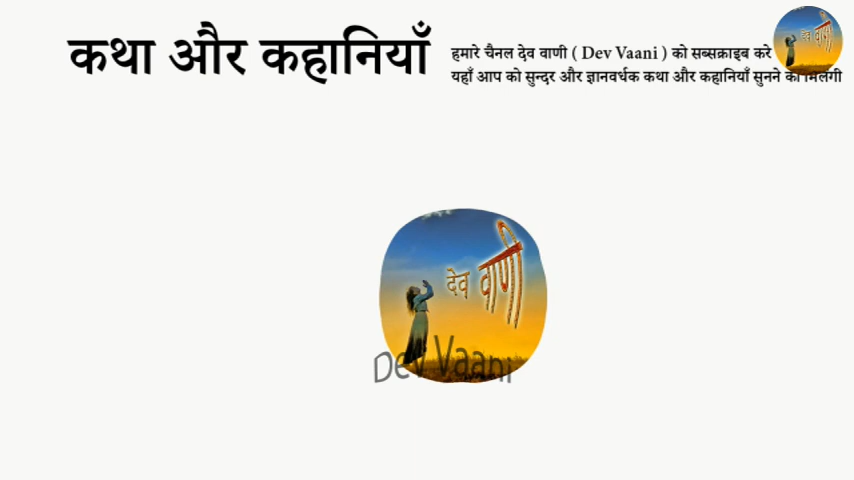 कथा और कहानियाँ
हमारे चैनल देव वाणी ( Dev Vaani ) को सब्सक्राइब करे
यहाँ आप को सुन्दर और ज्ञानवर्धक कथा और कहानियाँ सुनने को मिलेगी
देव वाणी
देव वाणी
Dev Vaani